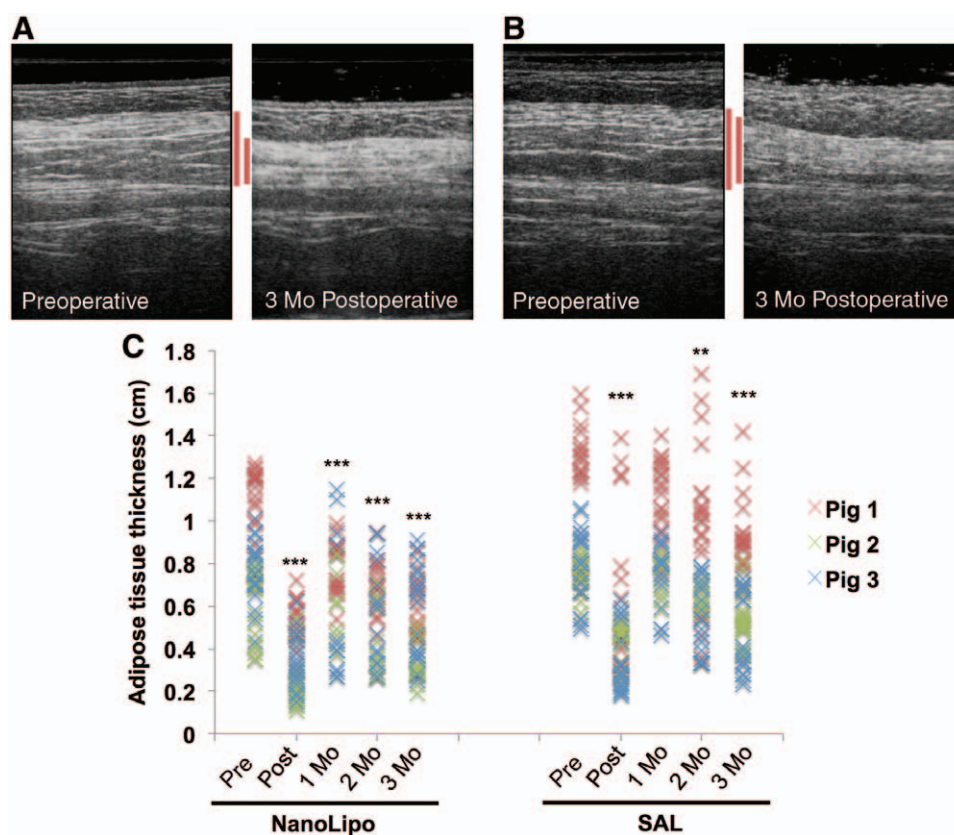 A
B
Preoperative
3 Mo Postoperative
Preoperative
3 Mo Postoperative
C
Adipose tissue thickness (cm)
1.8
1.6
1.4
1.2
1
0.8
0.6
0.4
0.2
0
***
***
***
***
***
**
***
Pre
Post
1 Mo
2 Mo
3 Mo
Pre
Post
1 Mo
2 Mo
3 Mo
NanoLipo
SAL
Pig 1
Pig 2
Pig 3